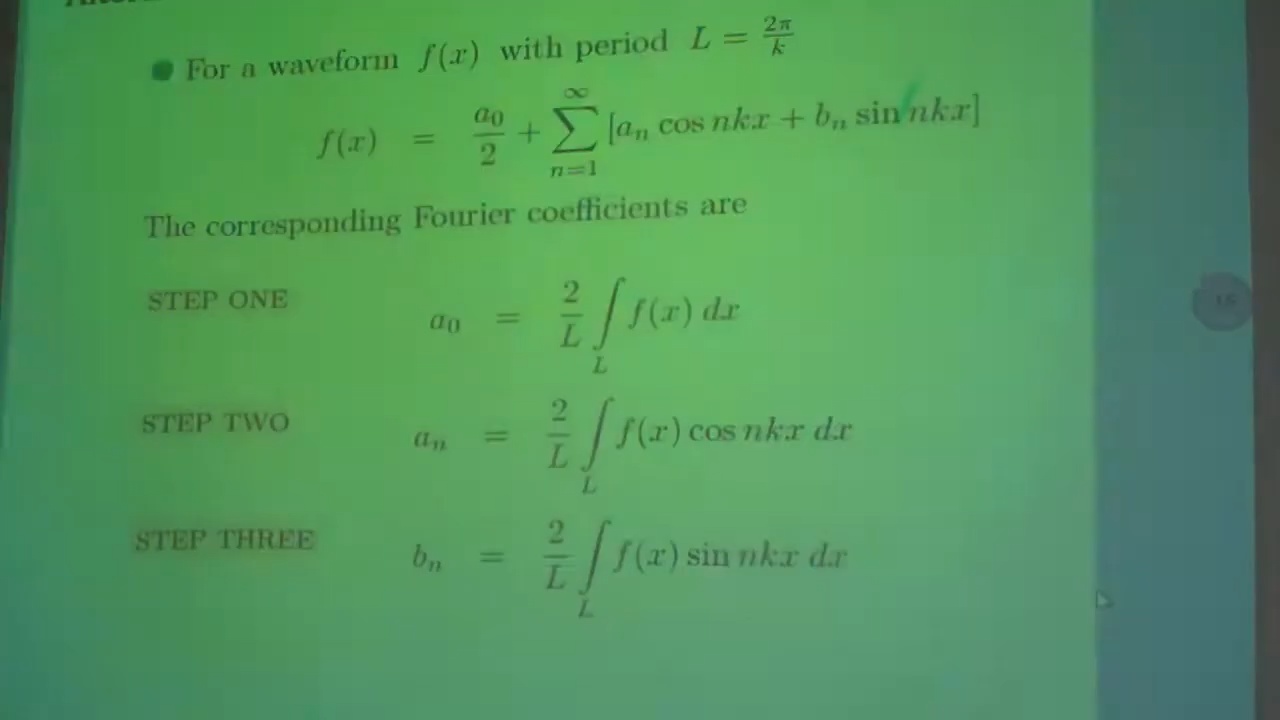 For a waveform f(x) with period L = 2π/k
f(x) = a₀/2 + ∑_{n=1}^{∞} [aₙ cos nkx + bₙ sin nkx]
The corresponding Fourier coefficients are
STEP ONE a₀ = 2/L ∫_L f(x) dx
STEP TWO aₙ = 2/L ∫_L f(x) cos nkx dx
STEP THREE bₙ = 2/L ∫_L f(x) sin nkx dx